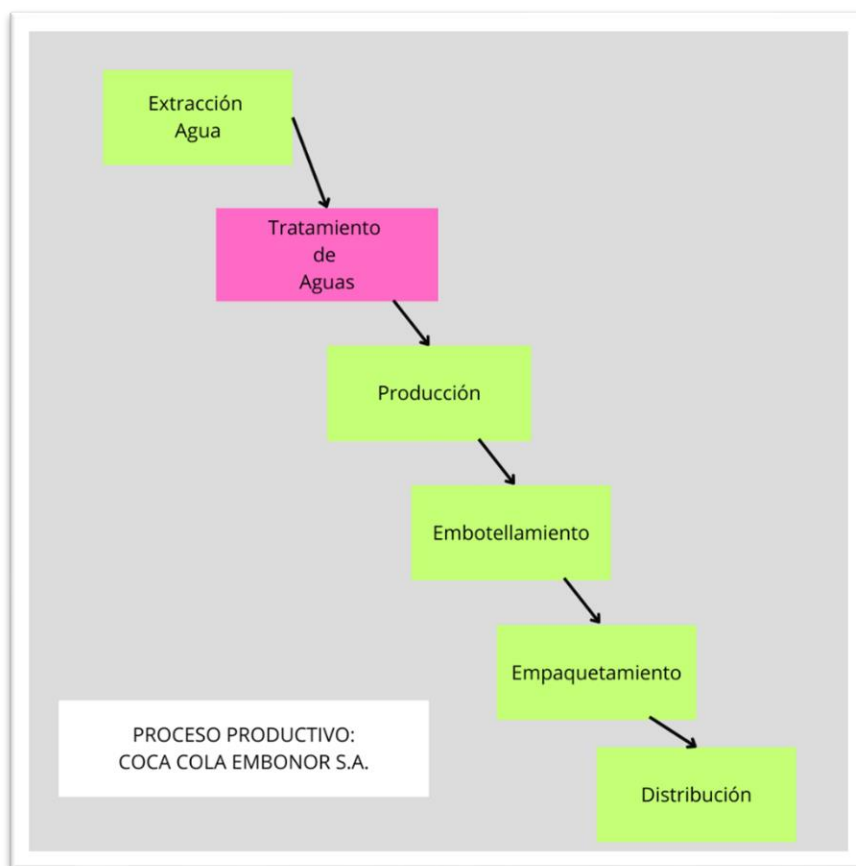 Extracción
Agua
Tratamiento
de
Aguas
Producción
Embotellamiento
Empaquetamiento
PROCESO PRODUCTIVO:
COCA COLA EMBONOR S.A.
Distribución